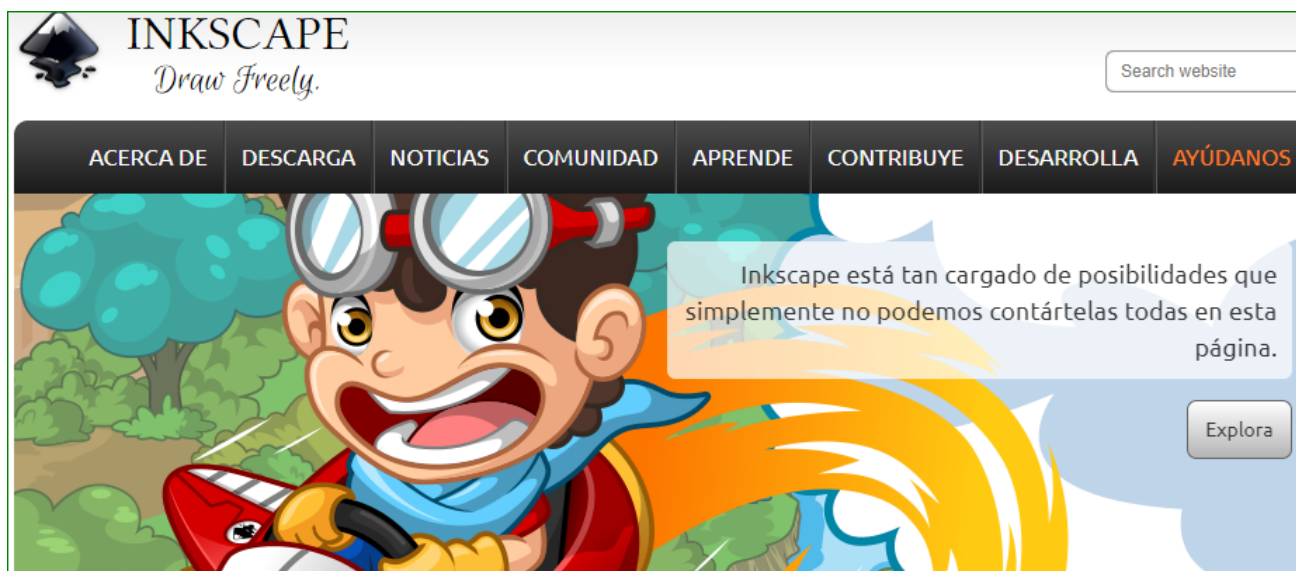 INKSCAPE
Draw Freely.
Search website
ACERCA DE DESCARGA NOTICIAS COMUNIDAD APRENDE CONTRIBUYE DESARROLLA AYÚDANOS
Inkscape está tan cargado de posibilidades que
simplemente no podemos contártelas todas en esta
página.
Explora